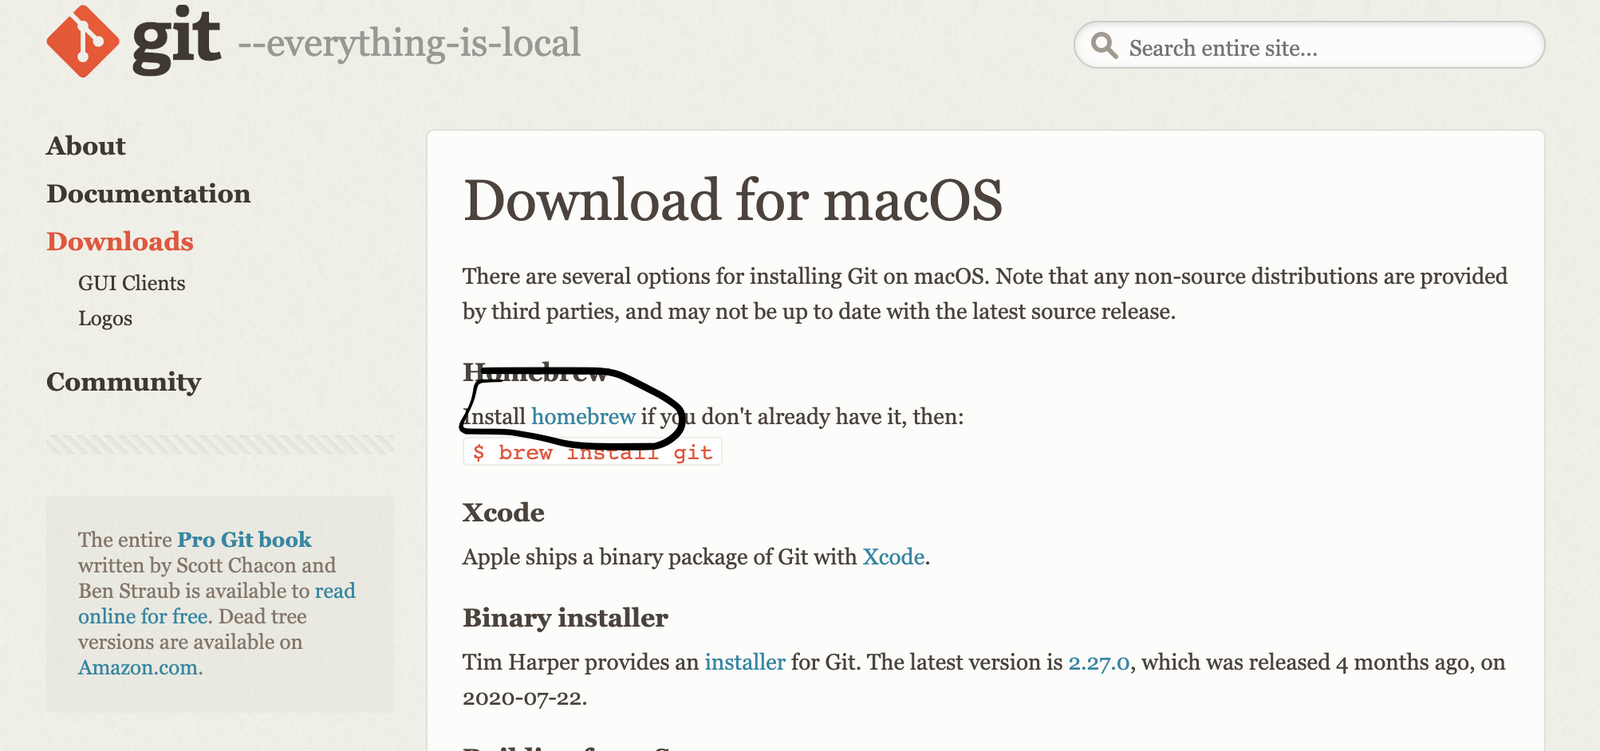 git --everything-is-local
Search entire site...
About
Documentation
Downloads
GUI Clients
Logos
Community
The entire Pro Git book
written by Scott Chacon and
Ben Straub is available to read
online for free. Dead tree
versions are available on
Amazon.com.
Download for macOS
There are several options for installing Git on macOS. Note that any non-source distributions are provided
by third parties, and may not be up to date with the latest source release.
Homebrew
Install homebrew if you don't already have it, then:
$ brew install git
Xcode
Apple ships a binary package of Git with Xcode.
Binary installer
Tim Harper provides an installer for Git. The latest version is 2.27.0, which was released 4 months ago, on
2020-07-22.